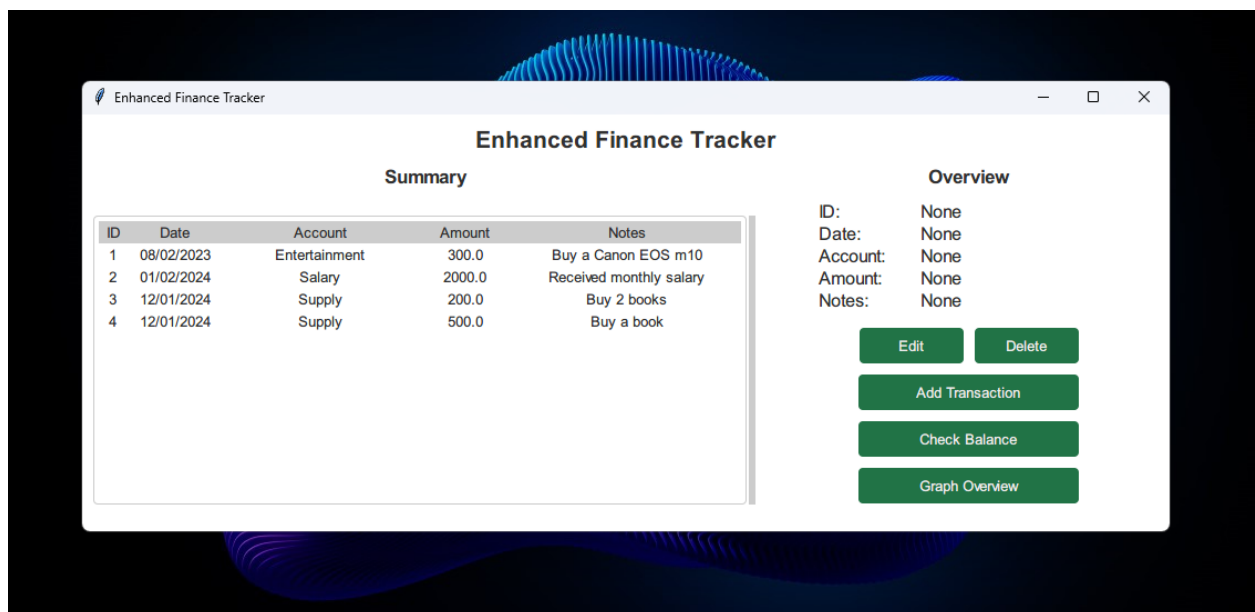 Enhanced Finance Tracker
Enhanced Finance Tracker
Summary
ID Date Account Amount Notes
1 08/02/2023 Entertainment 300.0 Buy a Canon EOS m10
2 01/02/2024 Salary 2000.0 Received monthly salary
3 12/01/2024 Supply 200.0 Buy 2 books
4 12/01/2024 Supply 500.0 Buy a book
Overview
ID: None
Date: None
Account: None
Amount: None
Notes: None
Edit Delete
Add Transaction
Check Balance
Graph Overview